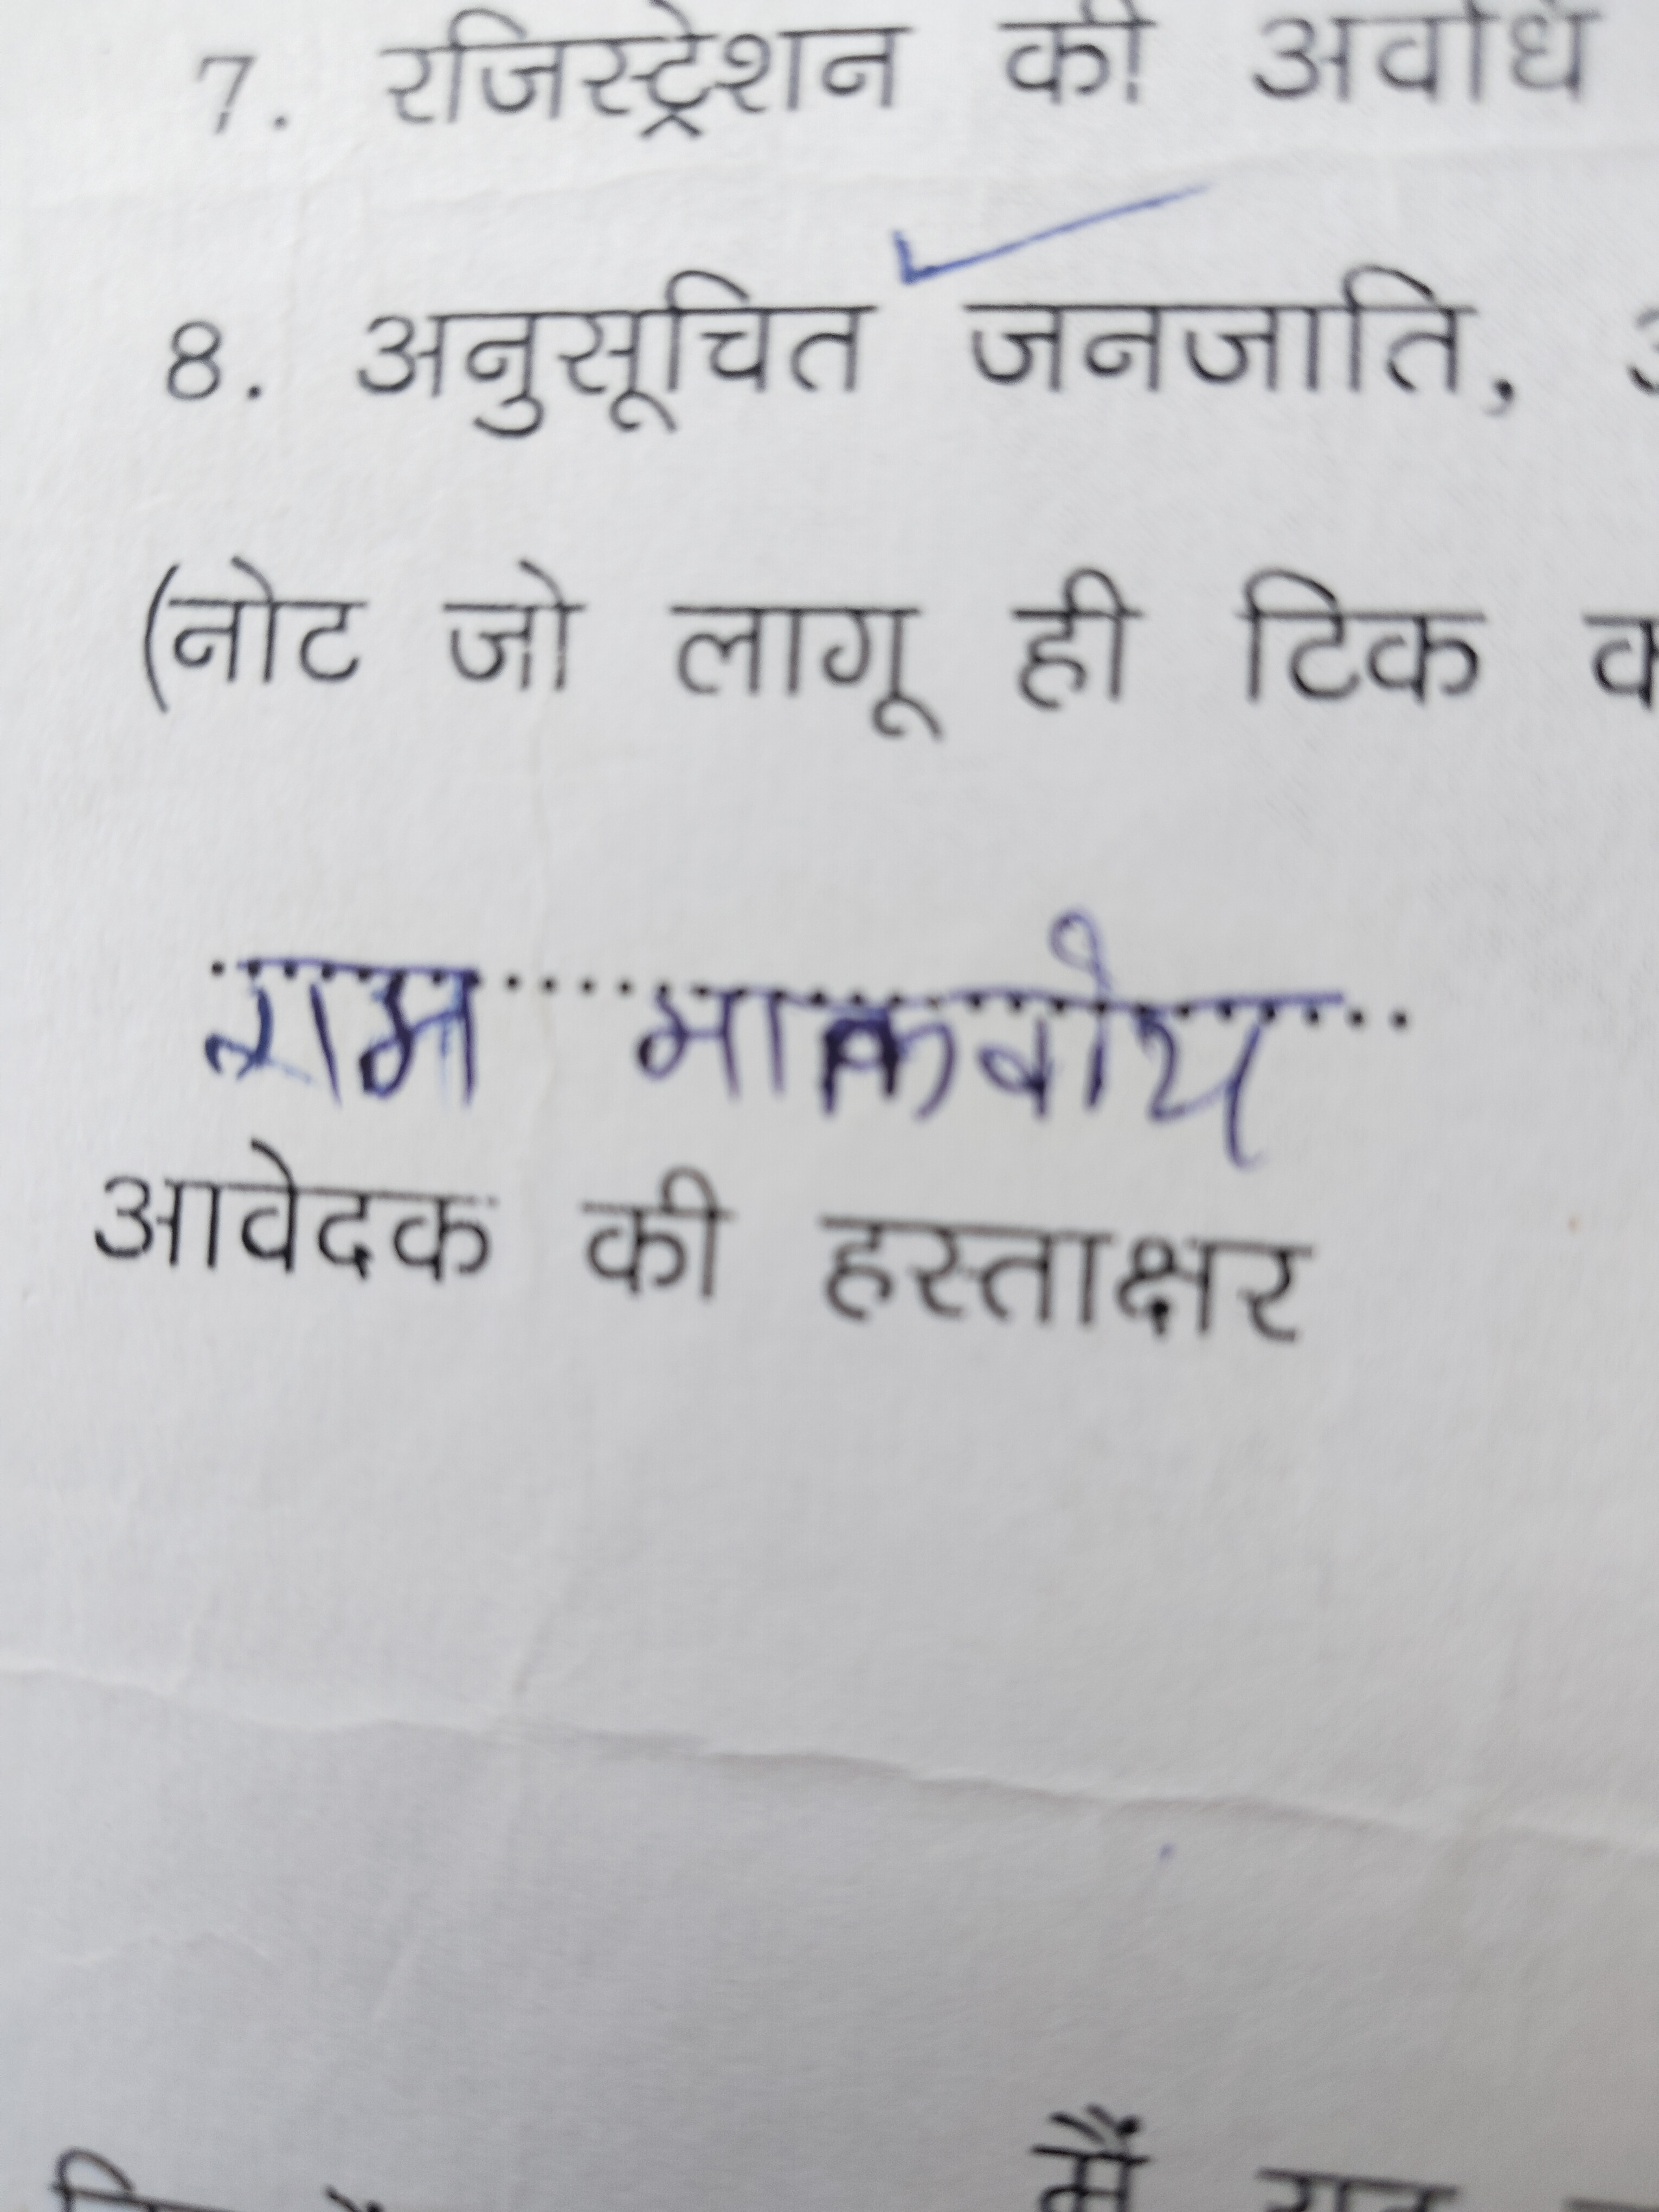 7. रजिस्ट्रेशन की अवधि
8. अनुसूचित जनजाति,
(नोट जो लागू ही टिक
राम
आवेदक की हस्ताक्षर
में